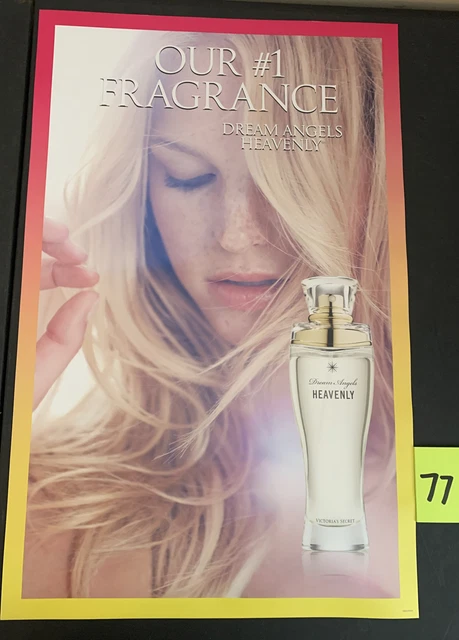 OUR #1
FRAGRANCE
DREAM ANGELS
HEAVENLY
Dream Angels
HEAVENLY
VICTORIA'S SECRET
77